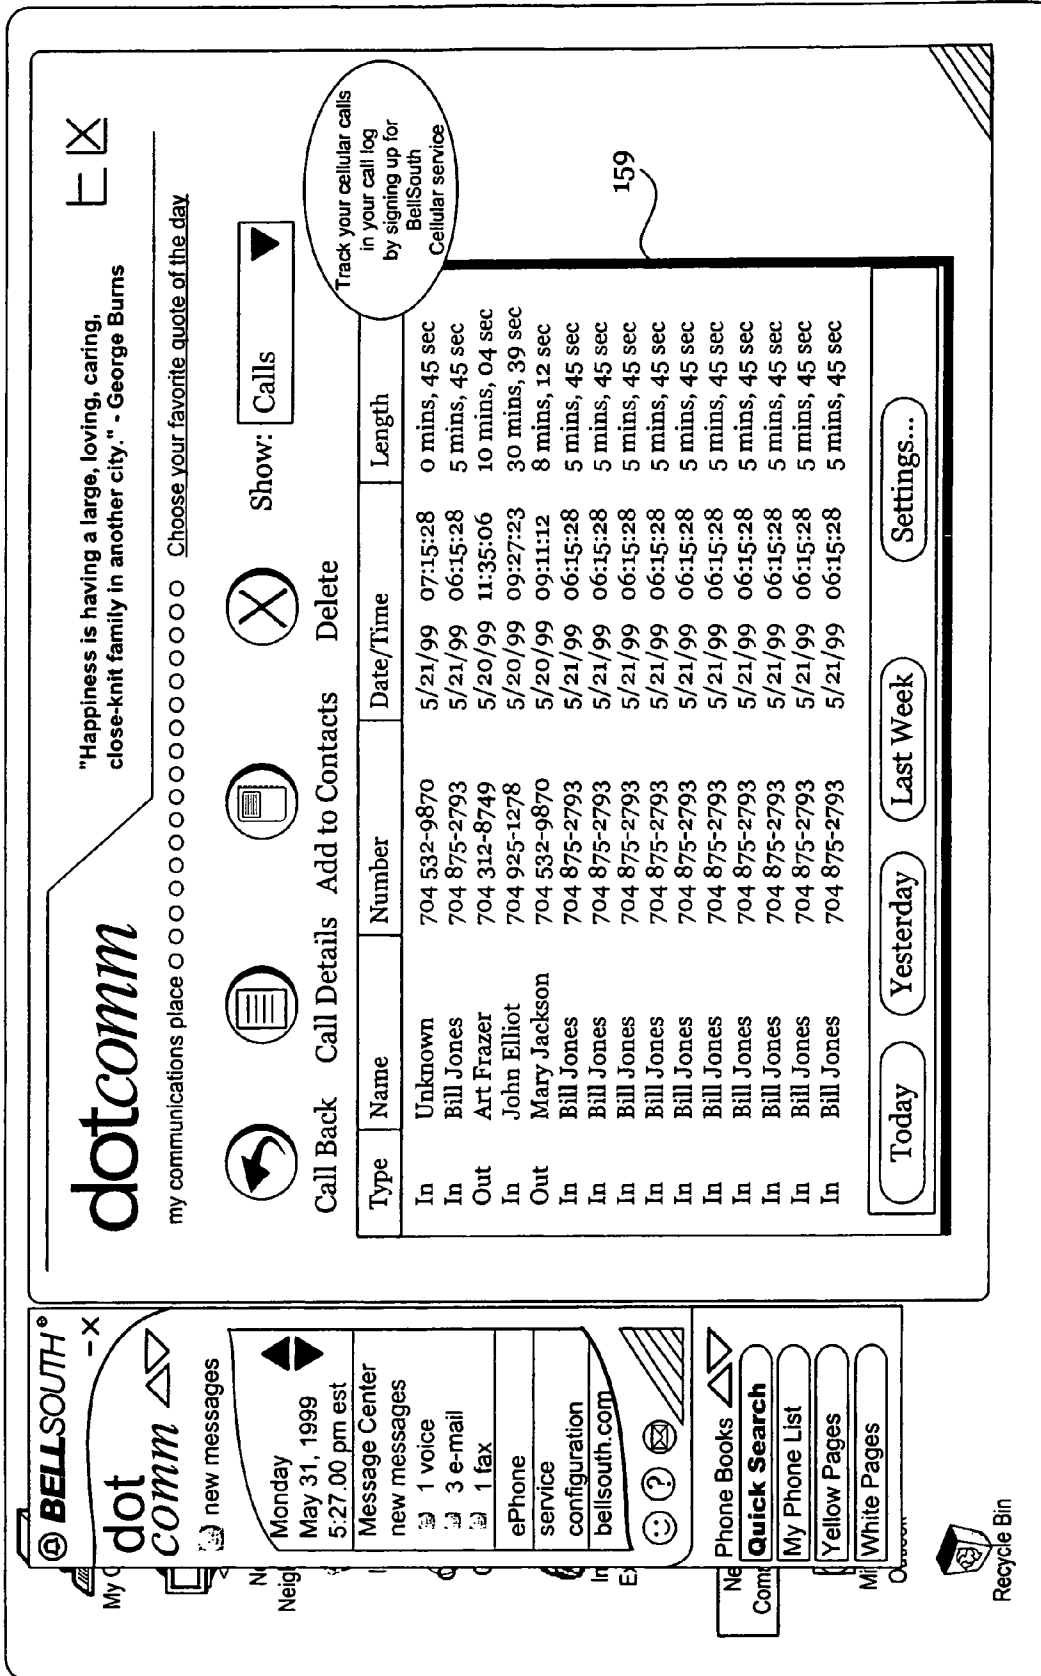 BELLSOUTH®
- X
dot
comm
new messages
Monday
May 31, 1999
5:27.00 pm est
Message Center
new messages
1 voice
3 e-mail
1 fax
ePhone
service
configuration
bellsouth.com
?
Phone Books
Quick Search
My Phone List
Yellow Pages
White Pages
My
Recycle Bin
dotcomm
"Happiness is having a large, loving, caring,
close-knit family in another city." - George Burns
my communications place
Choose your favorite quote of the day
Call Back Call Details Add to Contacts Delete
Show: Calls
Track your cellular calls
in your call log
by signing up for
BellSouth
Cellular service
Type Name Number Date/Time Length
In Unknown 704 532-9870 5/21/99 07:15:28 0 mins, 45 sec
In Bill Jones 704 875-2793 5/21/99 06:15:28 5 mins, 45 sec
Out Art Frazer 704 312-8749 5/20/99 11:35:06 10 mins, 04 sec
In John Elliot 704 925-1278 5/20/99 09:27:23 30 mins, 39 sec
Out Mary Jackson 704 532-9870 5/20/99 09:11:12 8 mins, 12 sec
In Bill Jones 704 875-2793 5/21/99 06:15:28 5 mins, 45 sec
In Bill Jones 704 875-2793 5/21/99 06:15:28 5 mins, 45 sec
In Bill Jones 704 875-2793 5/21/99 06:15:28 5 mins, 45 sec
In Bill Jones 704 875-2793 5/21/99 06:15:28 5 mins, 45 sec
In Bill Jones 704 875-2793 5/21/99 06:15:28 5 mins, 45 sec
In Bill Jones 704 875-2793 5/21/99 06:15:28 5 mins, 45 sec
In Bill Jones 704 875-2793 5/21/99 06:15:28 5 mins, 45 sec
In Bill Jones 704 875-2793 5/21/99 06:15:28 5 mins, 45 sec
In Bill Jones 704 875-2793 5/21/99 06:15:28 5 mins, 45 sec
In Bill Jones 704 875-2793 5/21/99 06:15:28 5 mins, 45 sec
Today Yesterday Last Week Settings...
159